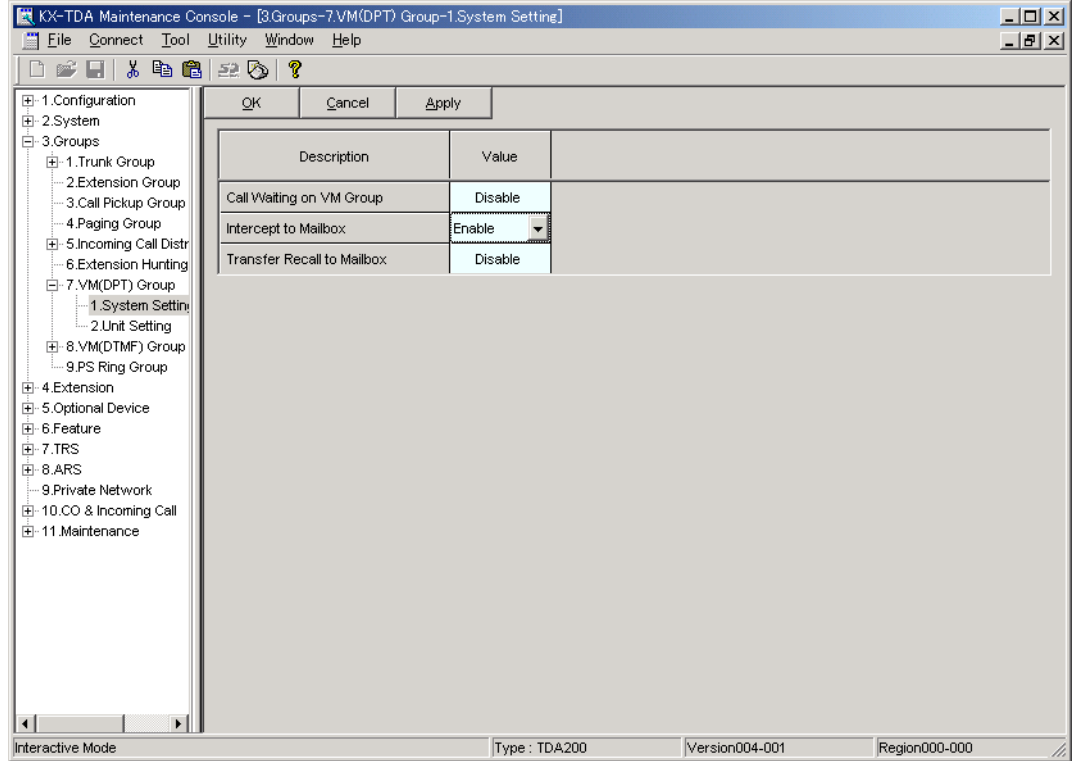 KX-TDA Maintenance Console - [3.Groups-7.VM(DPT) Group-1.System Setting]
File Connect Tool Utility Window Help
1.Configuration
2.System
3.Groups
1.Trunk Group
2.Extension Group
3.Call Pickup Group
4.Paging Group
5.Incoming Call Distr
6.Extension Hunting
7.VM(DPT) Group
1.System Setting
2.Unit Setting
8.VM(DTMF) Group
9.PS Ring Group
4.Extension
5.Optional Device
6.Feature
7.TRS
8.ARS
9.Private Network
10.CO & Incoming Call
11.Maintenance
OK Cancel Apply
Description Value
Call Waiting on VM Group Disable
Intercept to Mailbox Enable
Transfer Recall to Mailbox Disable
Interactive Mode Type : TDA200 Version004-001 Region000-000